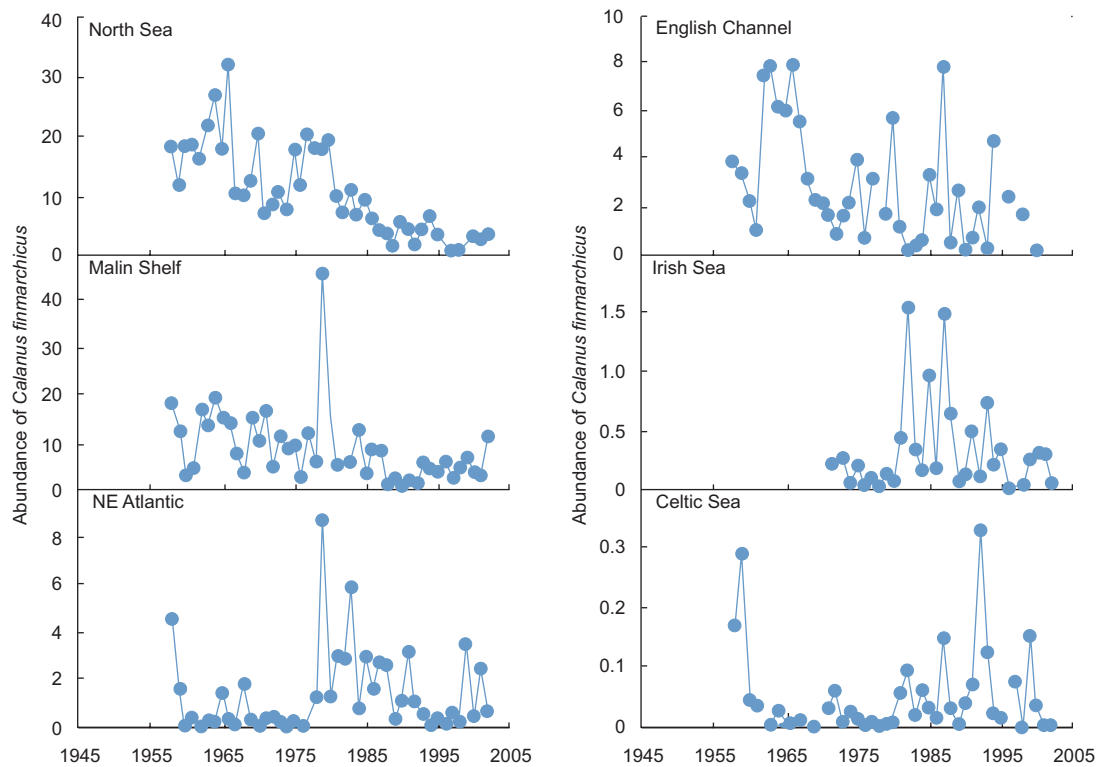 Abundance of Calanus finmarchicus
40
North Sea
30
20
10
0
Malin Shelf
40
30
20
10
0
NE Atlantic
8
6
4
2
0
1945 1955 1965 1975 1985 1995 2005
Abundance of Calanus finmarchicus
10
English Channel
8
6
4
2
0
Irish Sea
1.5
1.0
0.5
0
Celtic Sea
0.3
0.2
0.1
0
1945 1955 1965 1975 1985 1995 2005